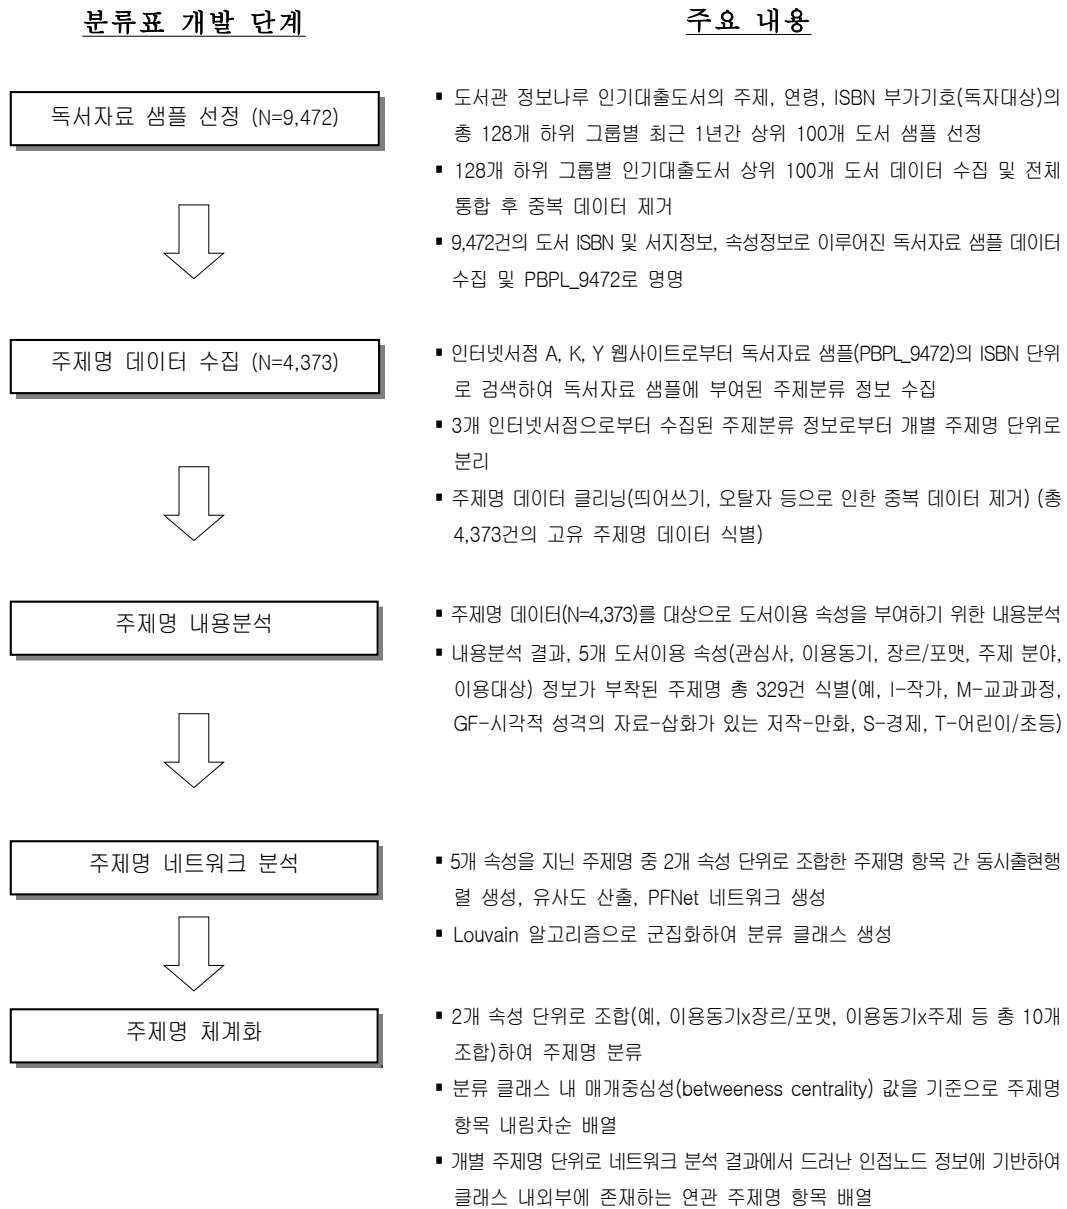 분류표 개발 단계
주요 내용
독서자료 샘플 선정 (N=9,472)
▪ 도서관 정보나루 인기대출도서의 주제, 연령, ISBN 부가기호(독자대상)의
총 128개 하위 그룹별 최근 1년간 상위 100개 도서 샘플 선정
▪ 128개 하위 그룹별 인기대출도서 상위 100개 도서 데이터 수집 및 전체
통합 후 중복 데이터 제거
▪ 9,472건의 도서 ISBN 및 서지정보, 속성정보로 이루어진 독서자료 샘플 데이터
수집 및 PBPL_9472로 명명
주제명 데이터 수집 (N=4,373)
▪ 인터넷서점 A, K, Y 웹사이트로부터 독서자료 샘플(PBPL_9472)의 ISBN 단위
로 검색하여 독서자료 샘플에 부여된 주제분류 정보 수집
▪ 3개 인터넷서점으로부터 수집된 주제분류 정보로부터 개별 주제명 단위로
분리
▪ 주제명 데이터 클리닝(띄어쓰기, 오탈자 등으로 인한 중복 데이터 제거) (총
4,373건의 고유 주제명 데이터 식별)
주제명 내용분석
▪ 주제명 데이터(N=4,373)를 대상으로 도서이용 속성을 부여하기 위한 내용분석
▪ 내용분석 결과, 5개 도서이용 속성(관심사, 이용동기, 장르/포맷, 주제 분야,
이용대상) 정보가 부착된 주제명 총 329건 식별(예, I-작가, M-교과과정,
GF-시각적 성격의 자료-삽화가 있는 저작-만화, S-경제, T-어린이/초등)
주제명 네트워크 분석
▪ 5개 속성을 지닌 주제명 중 2개 속성 단위로 조합한 주제명 항목 간 동시출현행
렬 생성, 유사도 산출, PFNet 네트워크 생성
▪ Louvain 알고리즘으로 군집화하여 분류 클래스 생성
주제명 체계화
▪ 2개 속성 단위로 조합(예, 이용동기x장르/포맷, 이용동기x주제 등 총 10개
조합)하여 주제명 분류
▪ 분류 클래스 내 매개중심성(betweeness centrality) 값을 기준으로 주제명
항목 내림차순 배열
▪ 개별 주제명 단위로 네트워크 분석 결과에서 드러난 인접노드 정보에 기반하여
클래스 내외부에 존재하는 연관 주제명 항목 배열